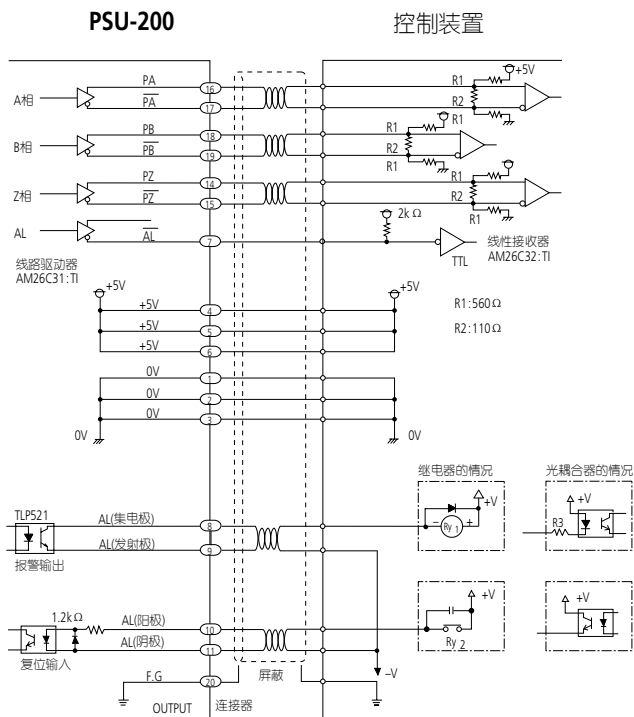 PSU-200 控制装置
A相 PA 16 R1 +5V
PA 17 R2
B相 PB 18 R1 R1
PB 19 R2 R1
Z相 PZ 14 R1
PZ 15 R2 R1
AL AL 7 2kΩ TTL
线路驱动器
AM26C31:TI
线性接收器
AM26C32:TI
+5V +5V
+5V 4
+5V 5
+5V 6
R1:560Ω
R2:110Ω
0V 1
0V 2
0V 3
0V 0V
继电器的情况 光耦合器的情况
TLP521 AL(集电极) 8 - Ry 1 + +V R3 +V
AL(发射极) 9
报警输出
1.2kΩ AL(阳极) 10 +V Ry 2 +V
AL(阴极) 11
复位输入
-V
F.G 20 屏蔽
OUTPUT 连接器